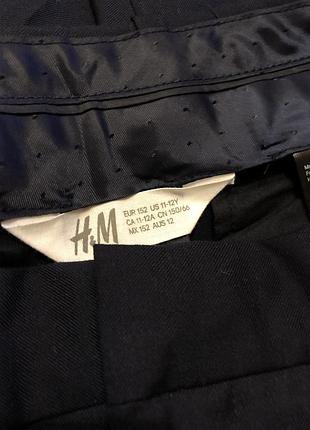 H&M
EUR 152 US 11-12Y
CA 11-12A CN 150/66
MX 152 AUS 12